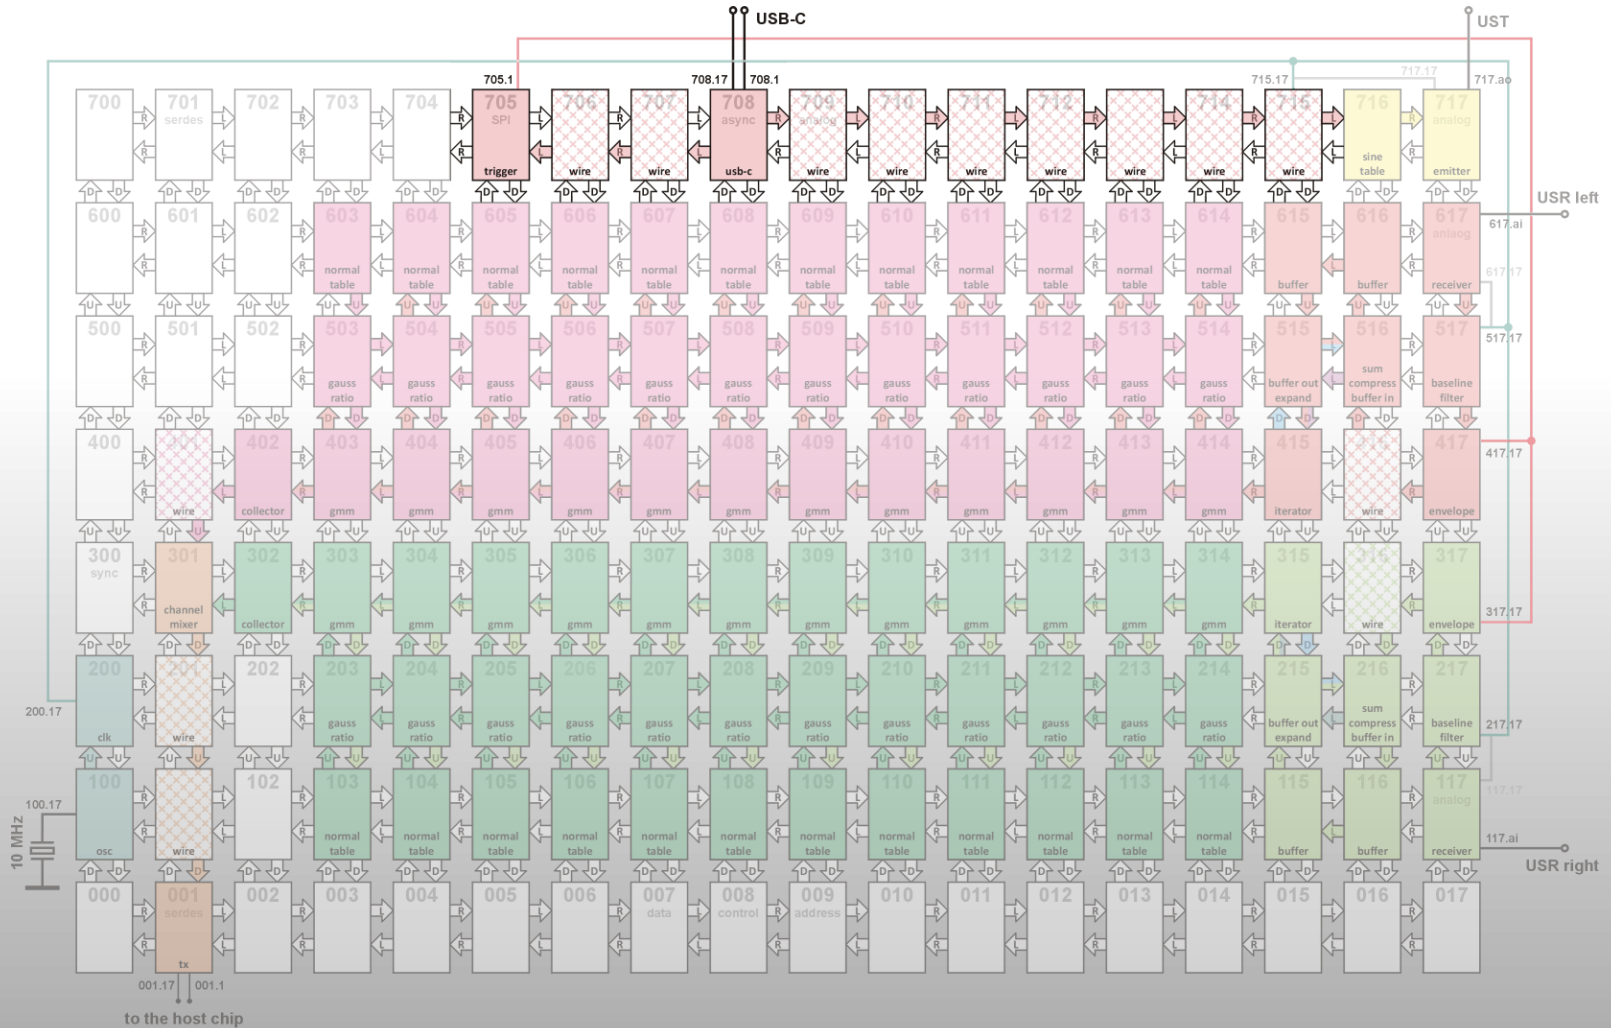 USB-C
UST
705.1
708.17
708.1
715.17
717.17
717.ao
700 701 702 703 704 705 706 707 708 709 710 711 712 714 715 716 717
serdes SPI async analog analog
trigger wire wire usb-c wire wire wire wire wire wire wire sine table emitter
USR left
617.ai
600 601 602 603 604 605 606 607 608 609 610 611 612 613 614 615 616 617
anlaog
617.17
normal table normal table normal table normal table normal table normal table normal table normal table normal table normal table normal table normal table buffer buffer receiver
500 501 502 503 504 505 506 507 508 509 510 511 512 513 514 515 516 517
517.17
gauss ratio gauss ratio gauss ratio gauss ratio gauss ratio gauss ratio gauss ratio gauss ratio gauss ratio gauss ratio gauss ratio gauss ratio buffer out expand sum compress buffer in baseline filter
400 402 403 404 405 406 407 408 409 410 411 412 413 414 415 417
417.17
wire collector gmm gmm gmm gmm gmm gmm gmm gmm gmm gmm gmm gmm iterator wire envelope
300 301 302 303 304 305 306 307 308 309 310 311 312 313 314 315 316 317
sync
317.17
channel mixer collector gmm gmm gmm gmm gmm gmm gmm gmm gmm gmm gmm gmm iterator wire envelope
200 201 202 203 204 205 206 207 208 209 210 211 212 213 214 215 216 217
200.17
217.17
clk wire gauss ratio gauss ratio gauss ratio gauss ratio gauss ratio gauss ratio gauss ratio gauss ratio gauss ratio gauss ratio gauss ratio gauss ratio buffer out expand sum compress buffer in baseline filter
100 102 103 104 105 106 107 108 109 110 111 112 113 114 115 116 117
analog
100.17
117.17
10 MHz
117.ai
osc wire normal table normal table normal table normal table normal table normal table normal table normal table normal table normal table normal table normal table buffer buffer receiver
USR right
000 001 002 003 004 005 006 007 008 009 010 011 012 013 014 015 016 017
serdes data control address
tx
001.17
001.1
to the host chip